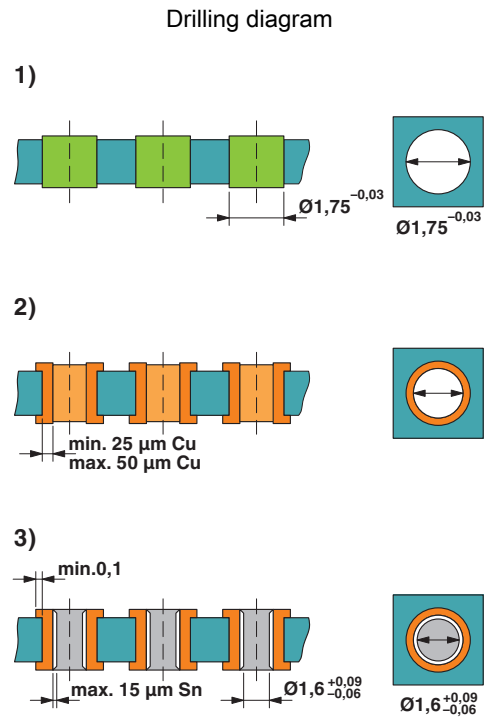 Drilling diagram
1)
Ø1,75 −0,03
Ø1,75 −0,03
2)
min. 25 µm Cu
max. 50 µm Cu
3)
min.0,1
max. 15 µm Sn
Ø1,6 +0,09 −0,06
Ø1,6 +0,09 −0,06